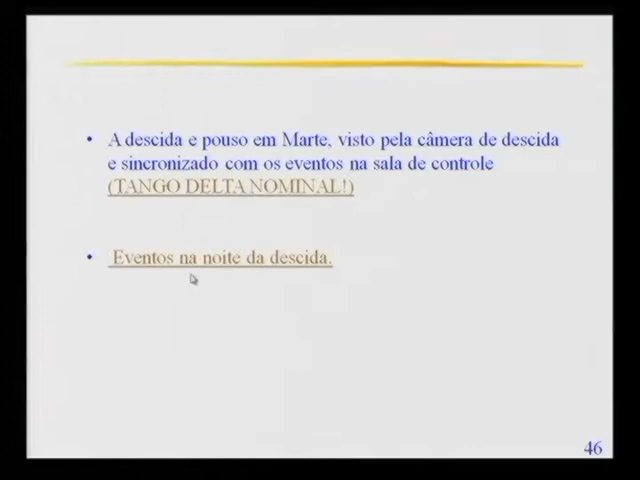 • A descida e pouso em Marte, visto pela câmera de descida
e sincronizado com os eventos na sala de controle
(TANGO DELTA NOMINAL!)
• Eventos na noite da descida.
46